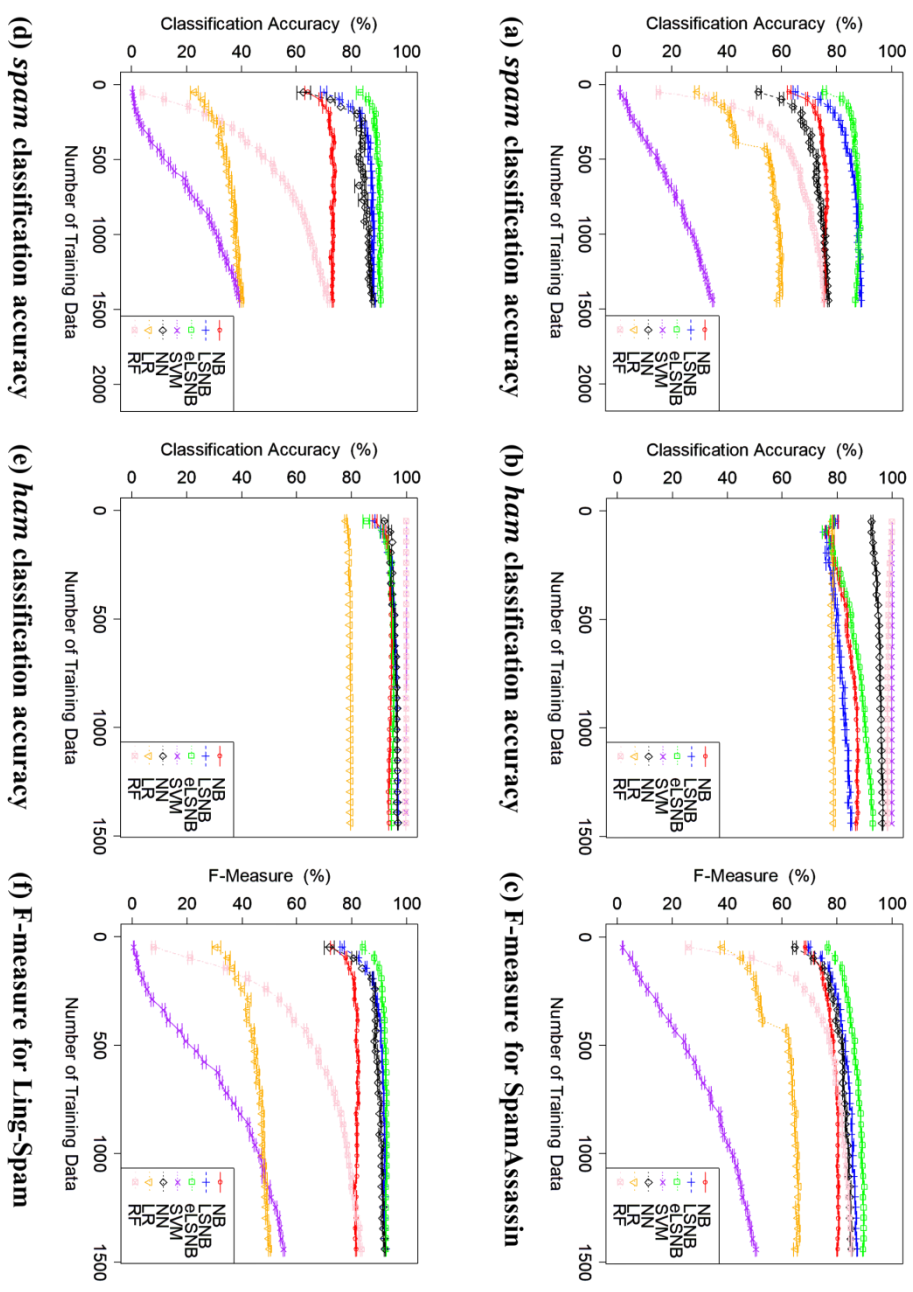 Classification Accuracy (%)
100
80
60
40
20
0
NB
LSNB
eLSNB
SVM
NN
LR
RF
0 500 1000 1500 2000
Number of Training Data
(a) spam classification accuracy
Classification Accuracy (%)
100
80
60
40
20
0
NB
LSNB
eLSNB
SVM
NN
LR
RF
0 500 1000 1500
Number of Training Data
(b) ham classification accuracy
F-Measure (%)
100
80
60
40
20
0
NB
LSNB
eLSNB
SVM
NN
LR
RF
0 500 1000 1500
Number of Training Data
(c) F-measure for SpamAssassin
Classification Accuracy (%)
100
80
60
40
20
0
NB
LSNB
eLSNB
SVM
NN
LR
RF
0 500 1000 1500 2000
Number of Training Data
(d) spam classification accuracy
Classification Accuracy (%)
100
80
60
40
20
0
NB
LSNB
eLSNB
SVM
NN
LR
RF
0 500 1000 1500
Number of Training Data
(e) ham classification accuracy
F-Measure (%)
100
80
60
40
20
0
NB
LSNB
eLSNB
SVM
NN
LR
RF
0 500 1000 1500
Number of Training Data
(f) F-measure for Ling-Spam